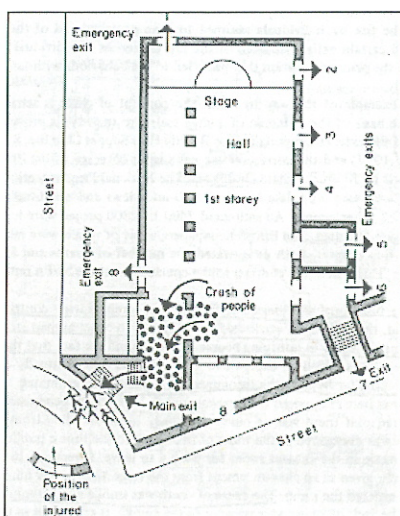 Emergency
exit
1
2
Stage
Street
Hall
3
4
Emergency exits
1st storey
Emergency
exit
8
5
6
Crush of
people
Exit
7
Main exit
8
Street
Position
of the
injured